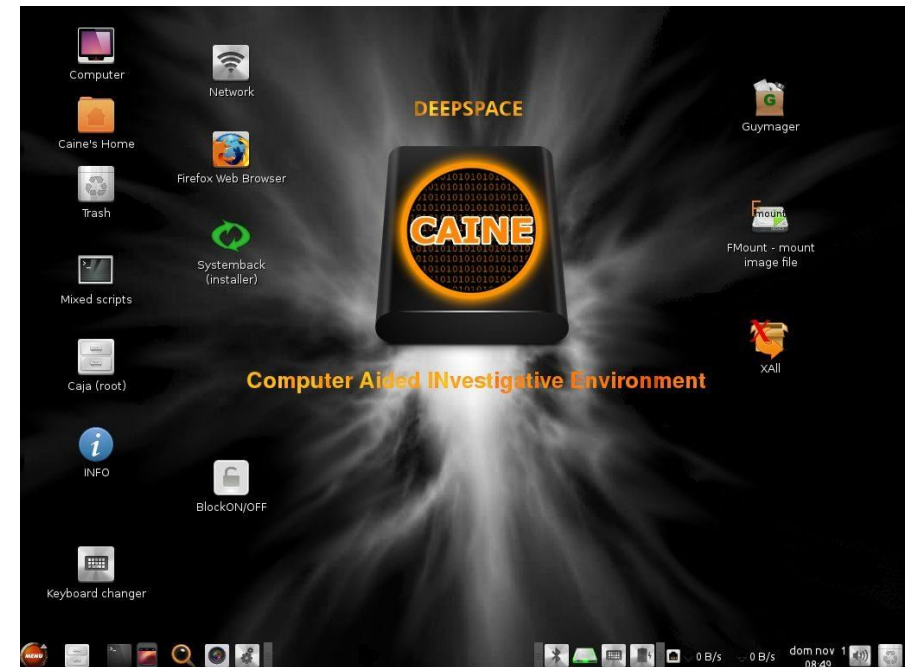 Computer
Network
DEEPSPACE
Guymager
G
Caine's Home
Firefox Web Browser
Trash
CAINE
Fmount
FMount - mount
image file
Systemback
(installer)
Mixed scripts
XAll
Caja (root)
Computer Aided INvestigative Environment
INFO
BlockON/OFF
Keyboard changer
MENU
0 B/s
0 B/s
dom nov 1
08:49